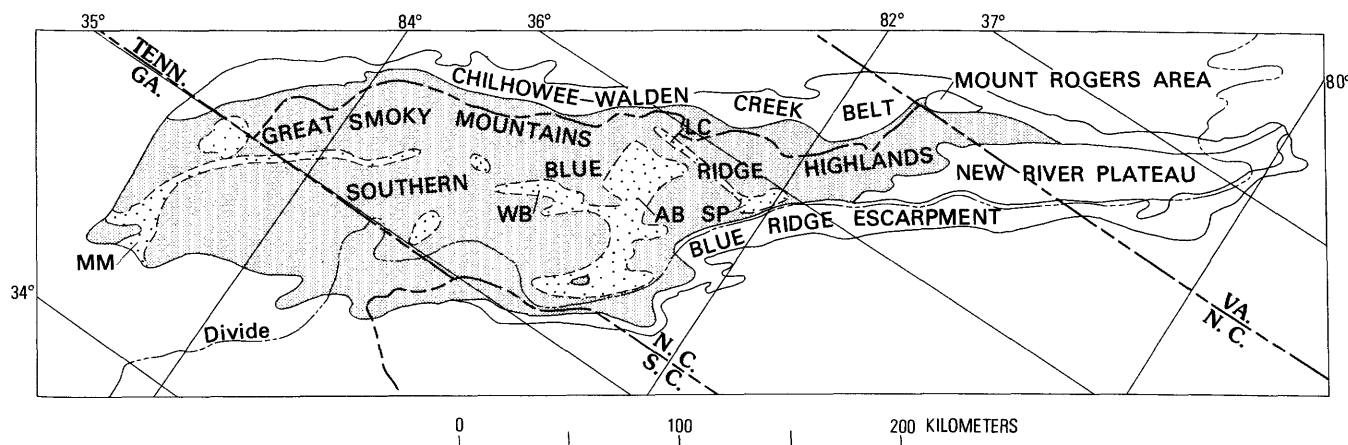 35°
84°
36°
82°
37°
80°
34°
TENN.
GA.
CHILHOWEE–WALDEN CREEK BELT
MOUNT ROGERS AREA
GREAT SMOKY MOUNTAINS
LC
SOUTHERN BLUE RIDGE HIGHLANDS
NEW RIVER PLATEAU
WB
AB
SP
BLUE RIDGE ESCARPMENT
MM
Divide
N. C.
S. C.
VA.
N. C.
0 100 200 KILOMETERS